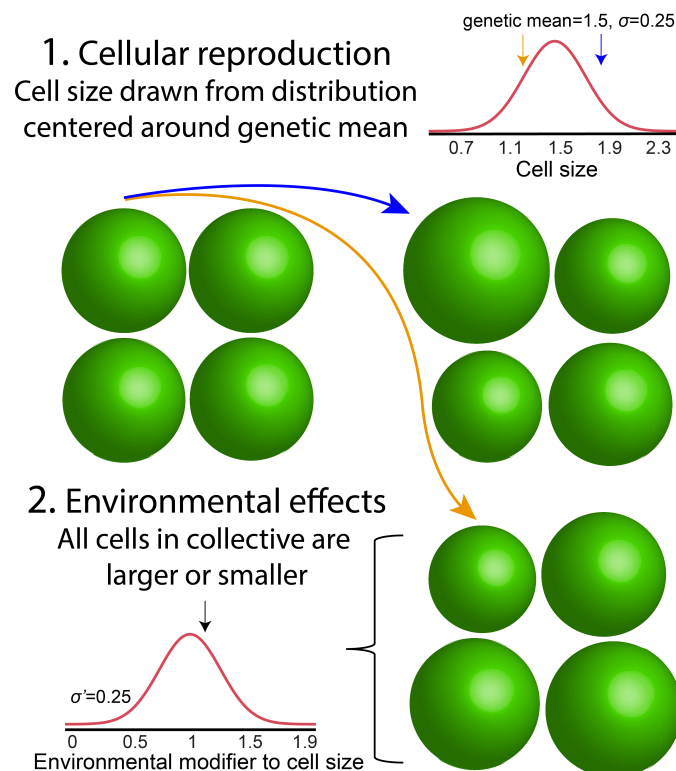 genetic mean=1.5, σ=0.25
1. Cellular reproduction
Cell size drawn from distribution
centered around genetic mean
0.7 1.1 1.5 1.9 2.3
Cell size
2. Environmental effects
All cells in collective are
larger or smaller
σ'=0.25
0 0.5 1 1.5 1.9
Environmental modifier to cell size